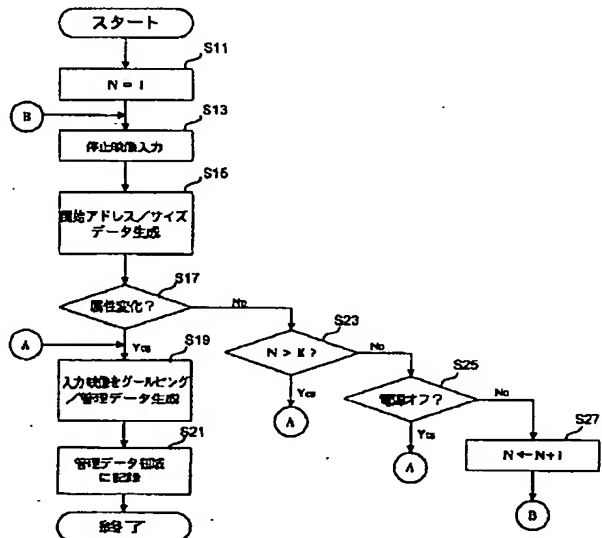 スタート
S11
N = 1
B
S13
停止映像入力
S15
開始アドレス／サイズ
データ生成
S17
属性変化？
No
Yes
A
S19
入力映像をグールピング
／管理データ生成
S21
管理データ領域
に記録
終了
S23
N > K ?
No
Yes
A
S25
電源オフ？
No
Yes
A
S27
N←N+1
B